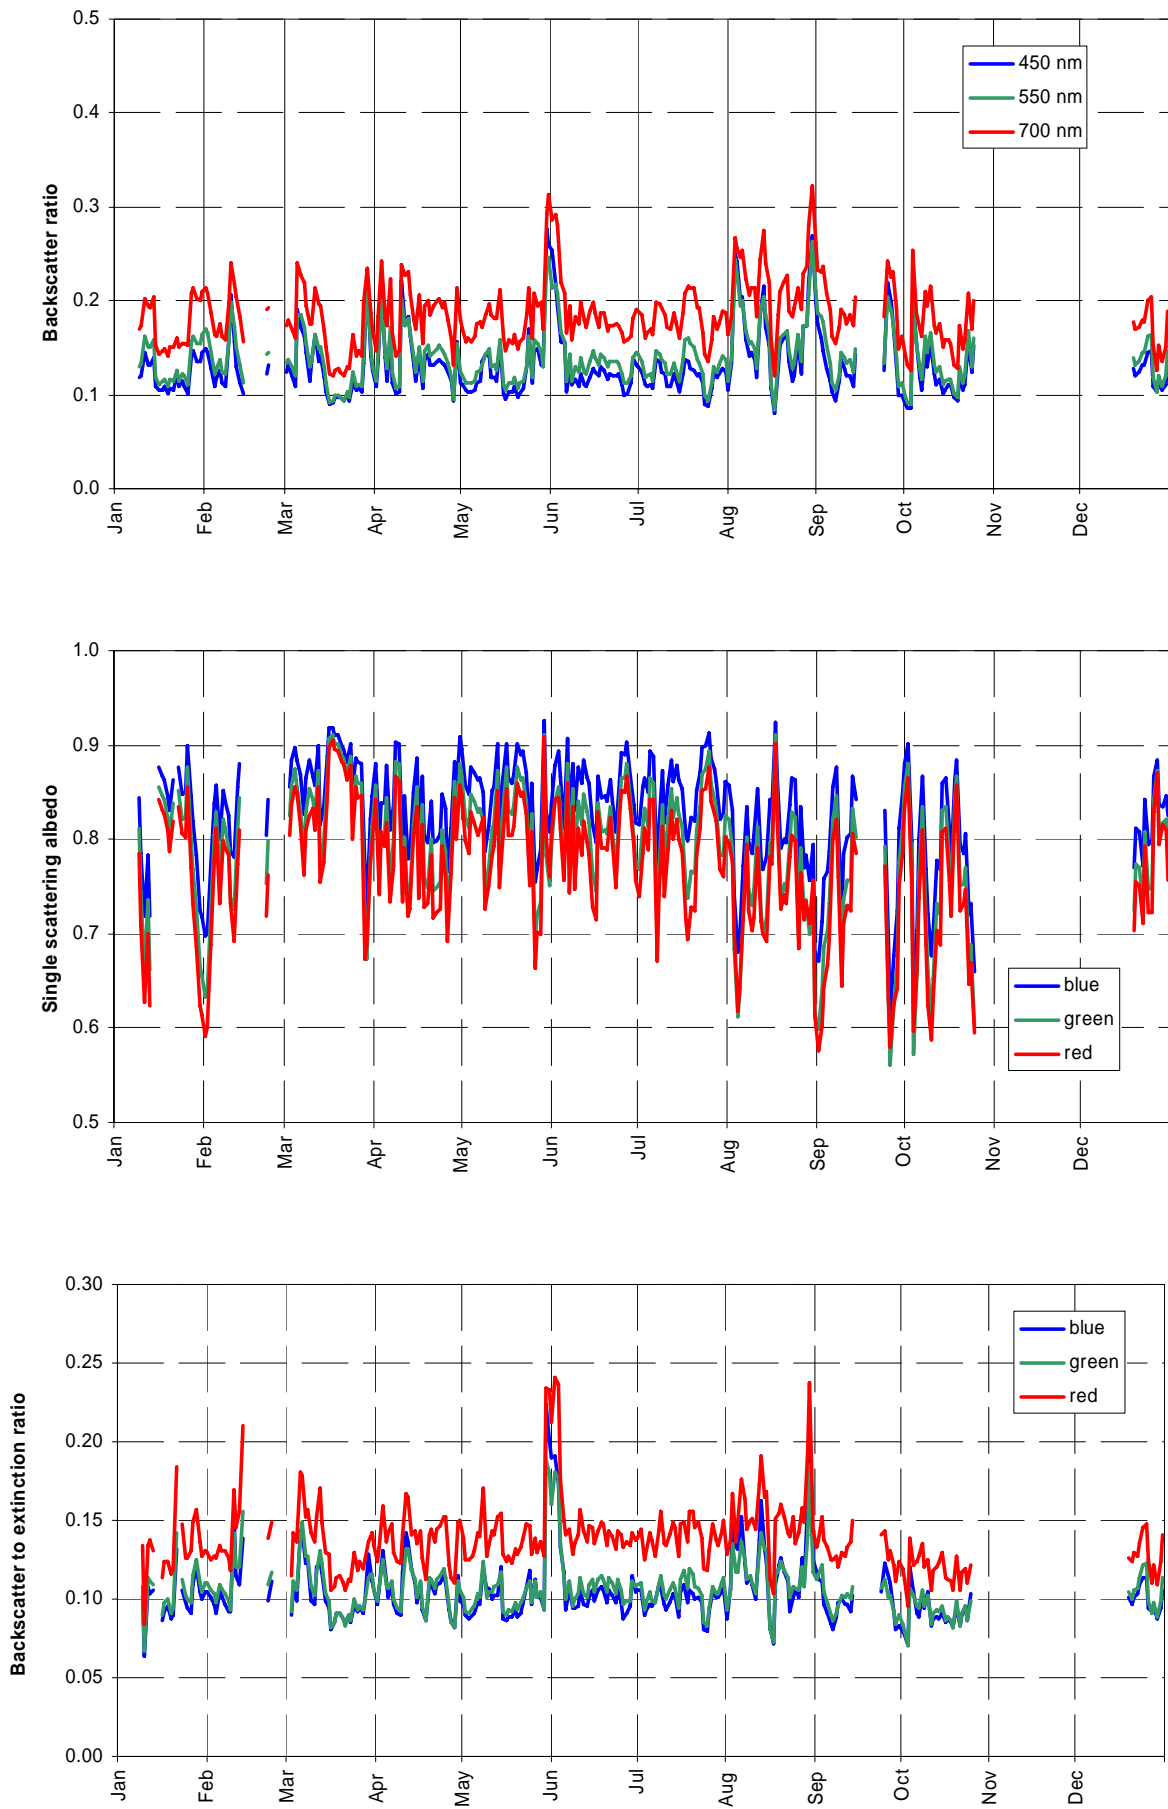 0.5
0.4
0.3
0.2
0.1
0.0
Backscatter ratio
450 nm
550 nm
700 nm
Jan Feb Mar Apr May Jun Jul Aug Sep Oct Nov Dec
1.0
0.9
0.8
0.7
0.6
0.5
Single scattering albedo
blue
green
red
Jan Feb Mar Apr May Jun Jul Aug Sep Oct Nov Dec
0.30
0.25
0.20
0.15
0.10
0.05
0.00
Backscatter to extinction ratio
blue
green
red
Jan Feb Mar Apr May Jun Jul Aug Sep Oct Nov Dec